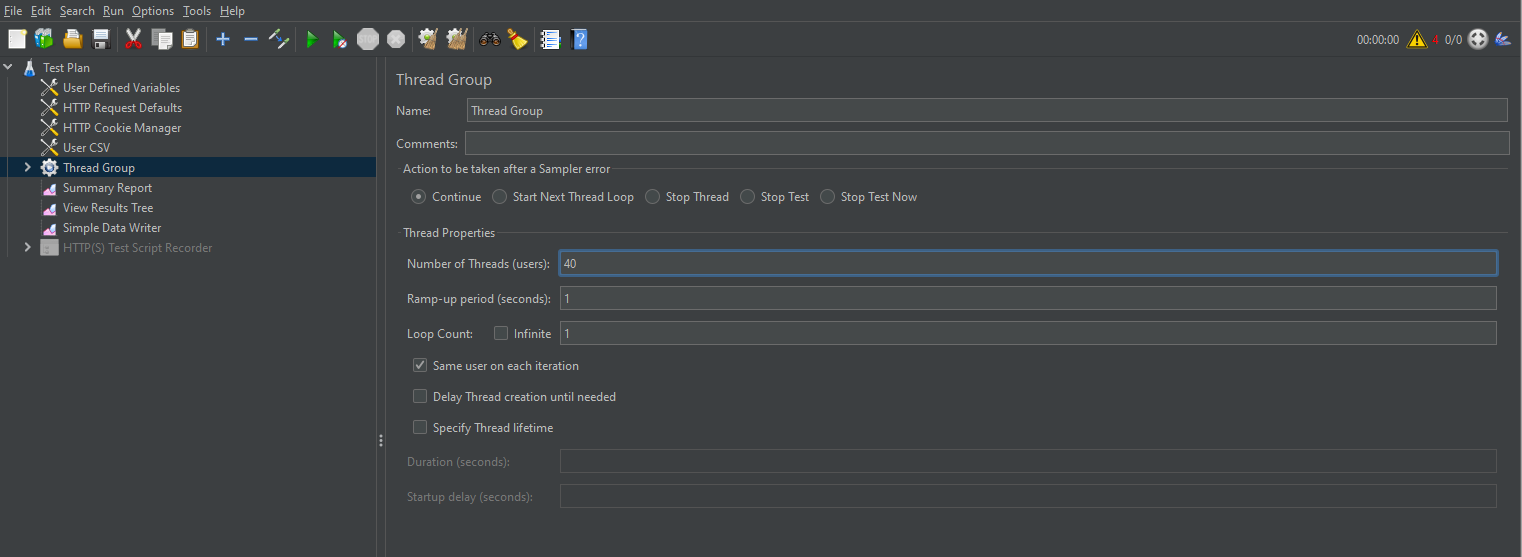 File Edit Search Run Options Tools Help
00:00:00 4 0/0
Test Plan
User Defined Variables
HTTP Request Defaults
HTTP Cookie Manager
User CSV
Thread Group
Summary Report
View Results Tree
Simple Data Writer
HTTP(S) Test Script Recorder
Thread Group
Name: Thread Group
Comments:
Action to be taken after a Sampler error
Continue Start Next Thread Loop Stop Thread Stop Test Stop Test Now
Thread Properties
Number of Threads (users): 40
Ramp-up period (seconds): 1
Loop Count: Infinite 1
Same user on each iteration
Delay Thread creation until needed
Specify Thread lifetime
Duration (seconds):
Startup delay (seconds):